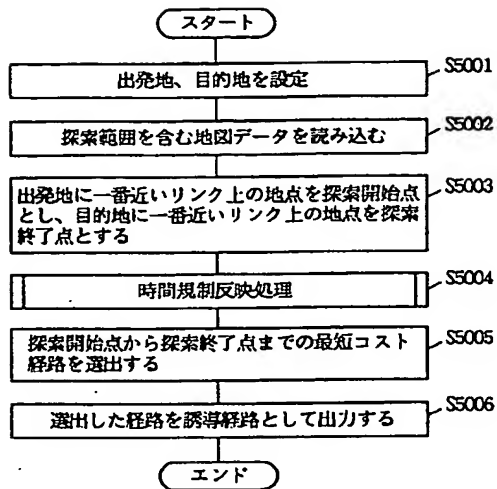 スタート
出発地、目的地を設定
S5001
探索範囲を含む地図データを読み込む
S5002
出発地に一番近いリンク上の地点を探索開始点
とし、目的地に一番近いリンク上の地点を探索
終了点とする
S5003
時間規制反映処理
S5004
探索開始点から探索終了点までの最短コスト
経路を選出する
S5005
選出した経路を誘導経路として出力する
S5006
エンド